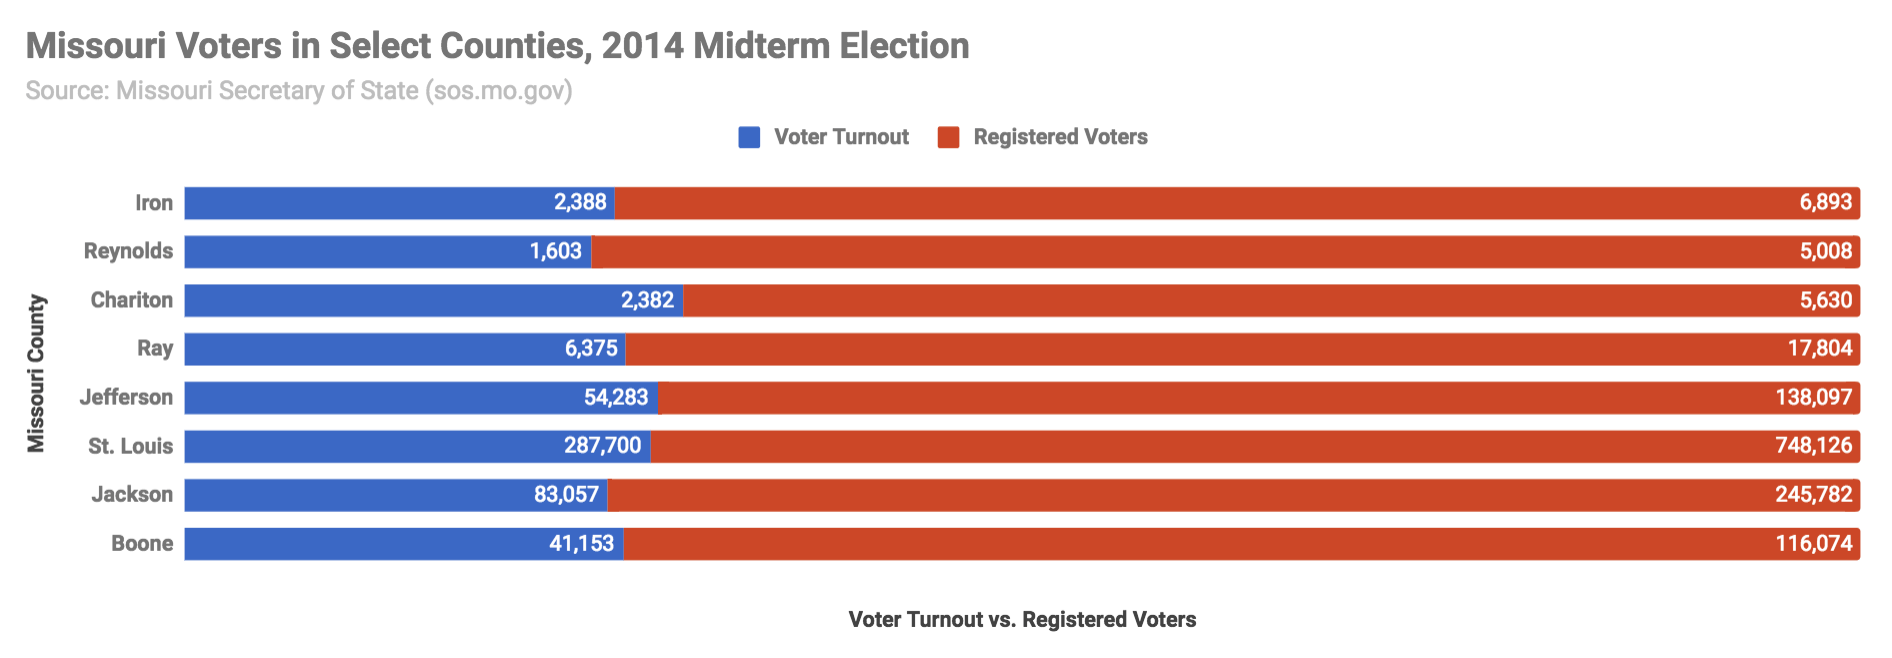 Missouri Voters in Select Counties, 2014 Midterm Election
Source: Missouri Secretary of State (sos.mo.gov)
Voter Turnout Registered Voters
Missouri County
Iron 2,388 6,893
Reynolds 1,603 5,008
Chariton 2,382 5,630
Ray 6,375 17,804
Jefferson 54,283 138,097
St. Louis 287,700 748,126
Jackson 83,057 245,782
Boone 41,153 116,074
Voter Turnout vs. Registered Voters